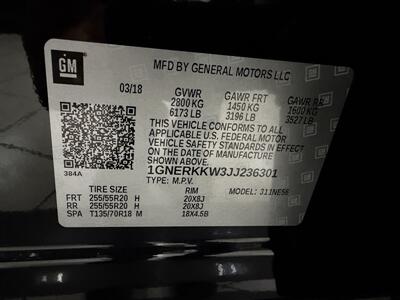 GM
MFD BY GENERAL MOTORS LLC
03/18
GVWR GAWR FRT GAWR RR
2800 KG 1450 KG 1600 KG
6173 LB 3196 LB 3527 LB
THIS VEHICLE CONFORMS TO ALL
APPLICABLE U.S. FEDERAL MOTOR
VEHICLE SAFETY STANDARDS IN
EFFECT ON THE DATE OF
MANUFACTURE SHOWN ABOVE.
384A
1GNERKKW3JJ236301
TYPE: M.P.V. MODEL: 311NE56
TIRE SIZE RIM
FRT 255/55R20 H 20X8J
RR 255/55R20 H 20X8J
SPA T135/70R18 M 18X4.5B